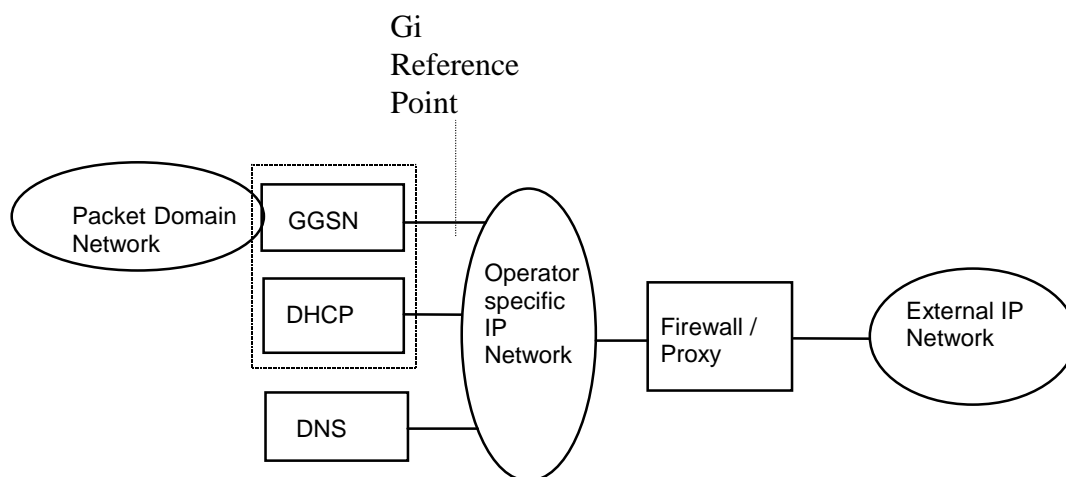 Gi
Reference
Point
Packet Domain
Network
GGSN
DHCP
DNS
Operator
specific
IP
Network
Firewall /
Proxy
External IP
Network